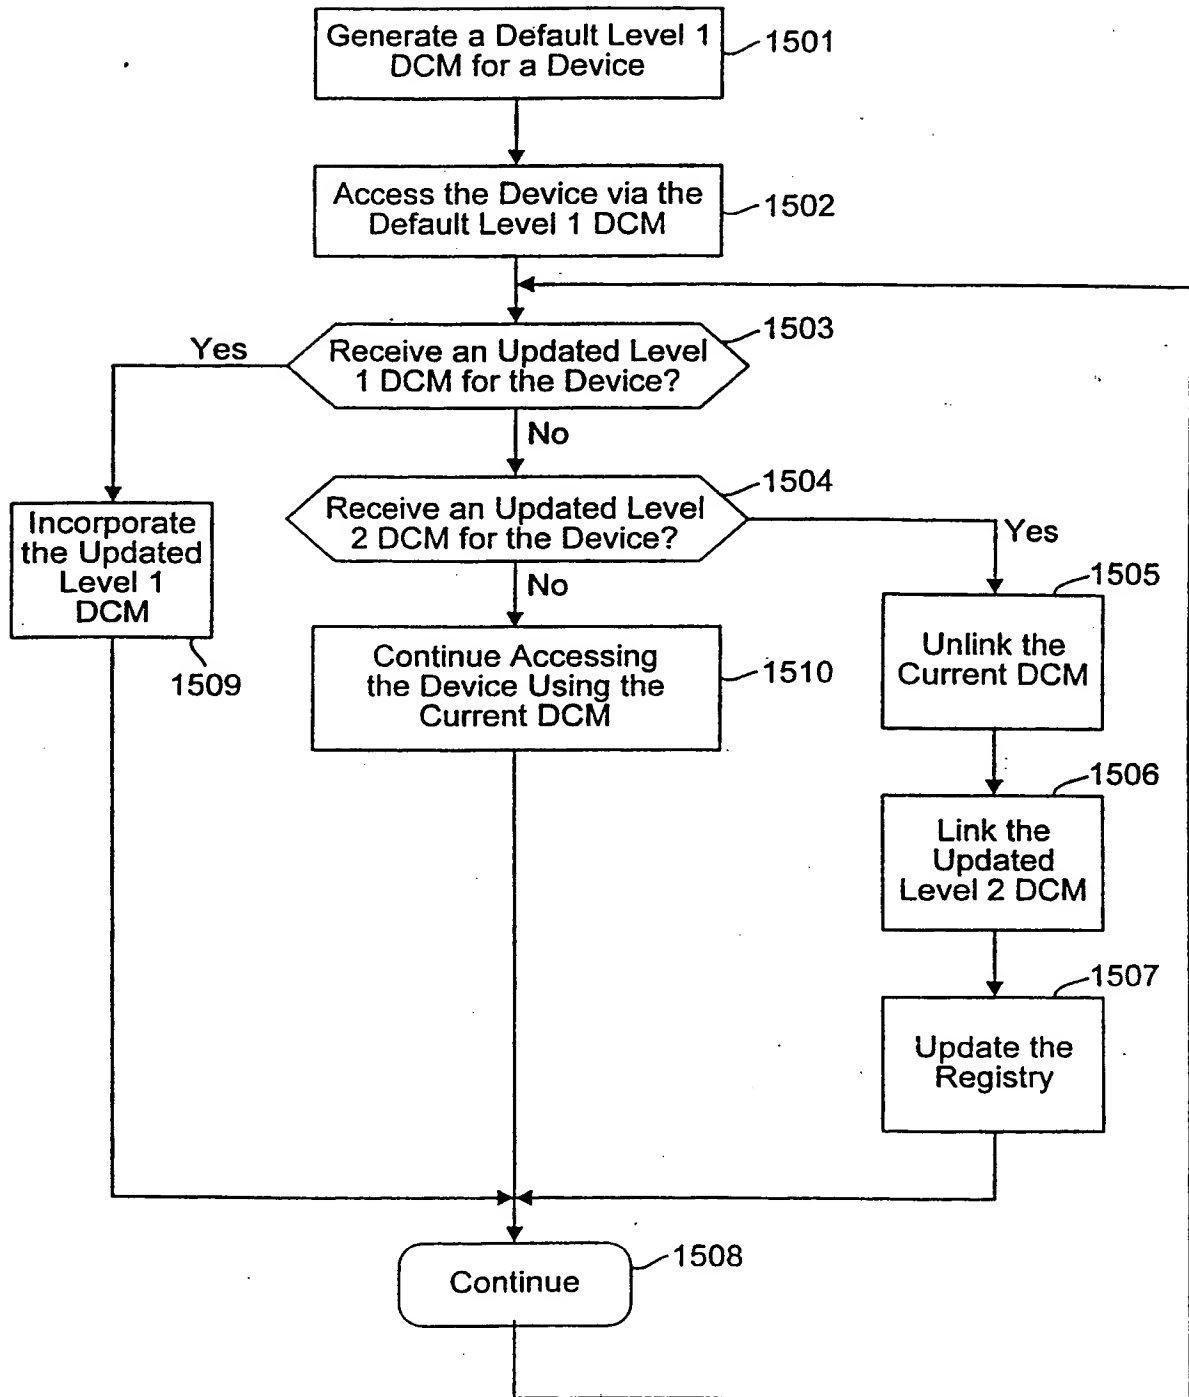 Generate a Default Level 1
DCM for a Device
1501
Access the Device via the
Default Level 1 DCM
1502
1503
Yes
Receive an Updated Level
1 DCM for the Device?
No
1504
Receive an Updated Level
2 DCM for the Device?
Yes
Incorporate
the Updated
Level 1
DCM
1509
No
1505
Unlink the
Current DCM
Continue Accessing
the Device Using the
Current DCM
1510
1506
Link the
Updated
Level 2 DCM
1507
Update the
Registry
1508
Continue